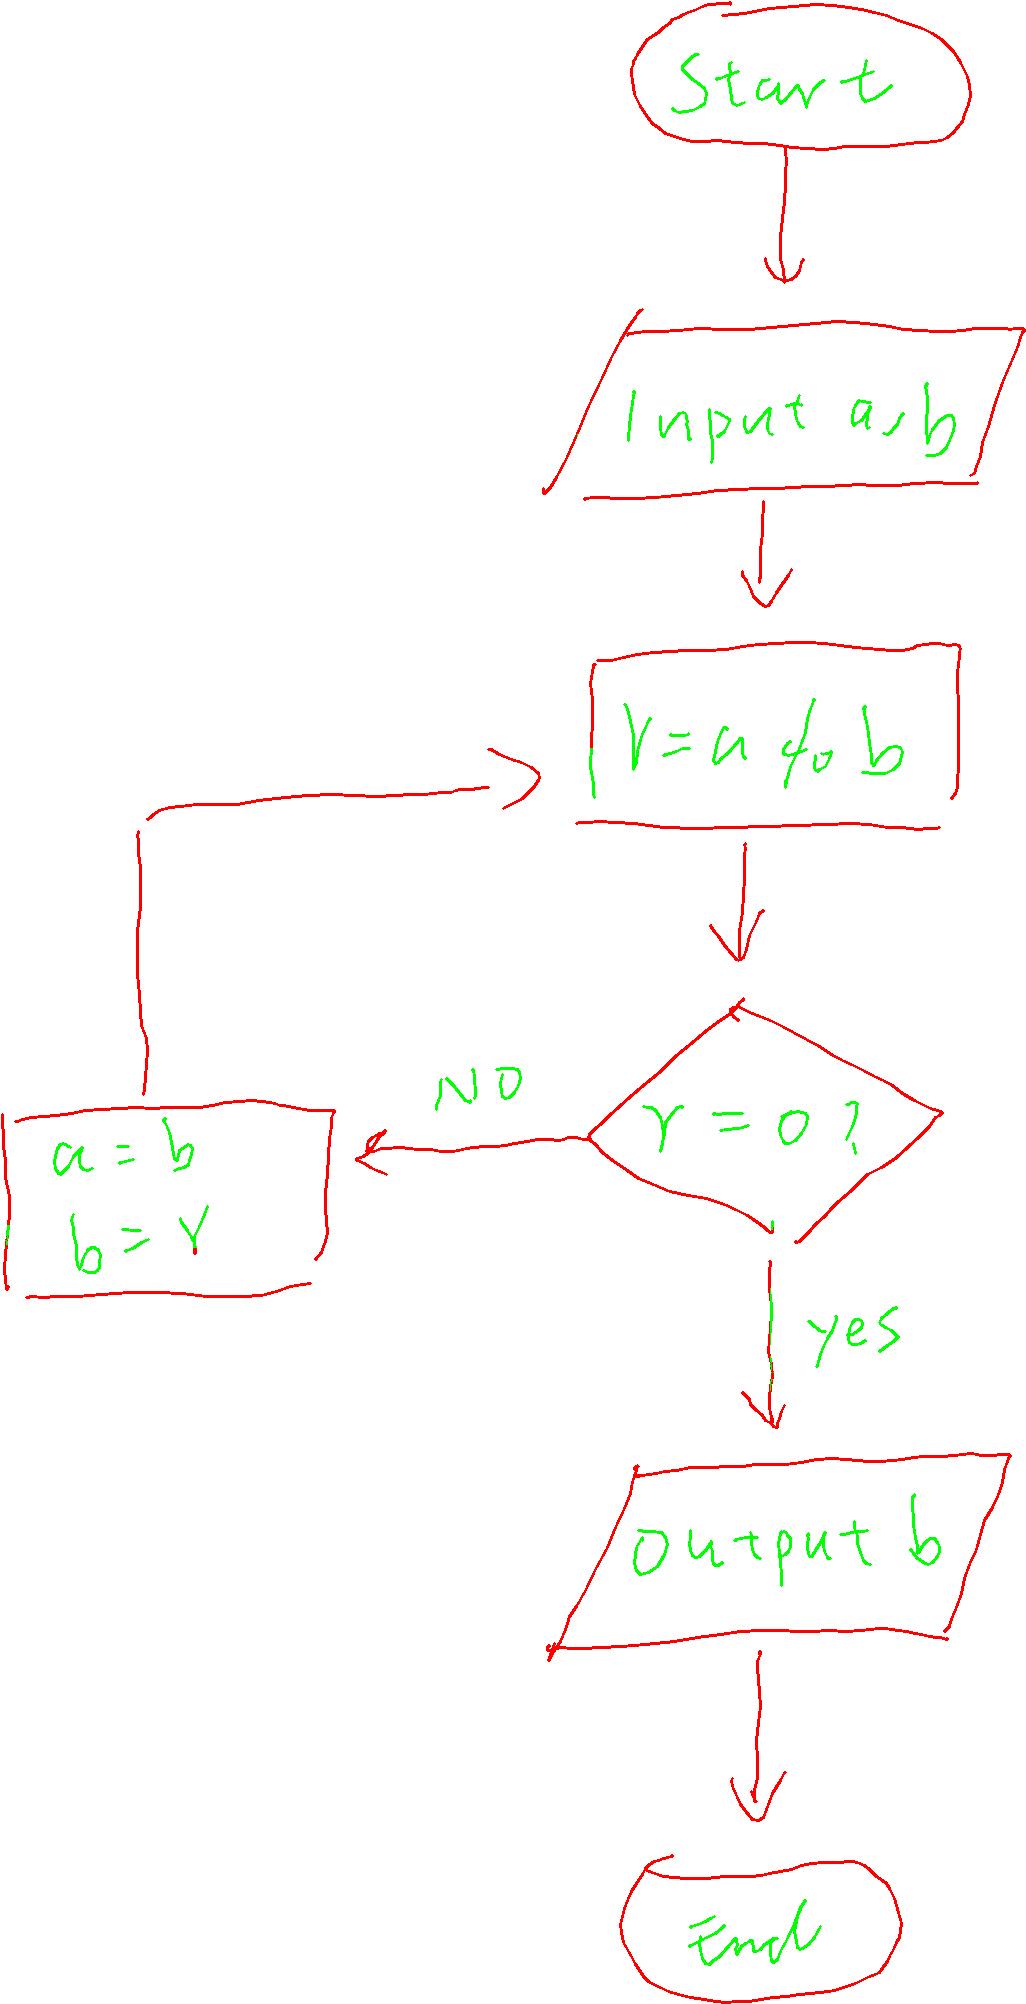 Start
Input a, b
r = a % b
r = 0 ?
NO
a = b
b = r
yes
Output b
End